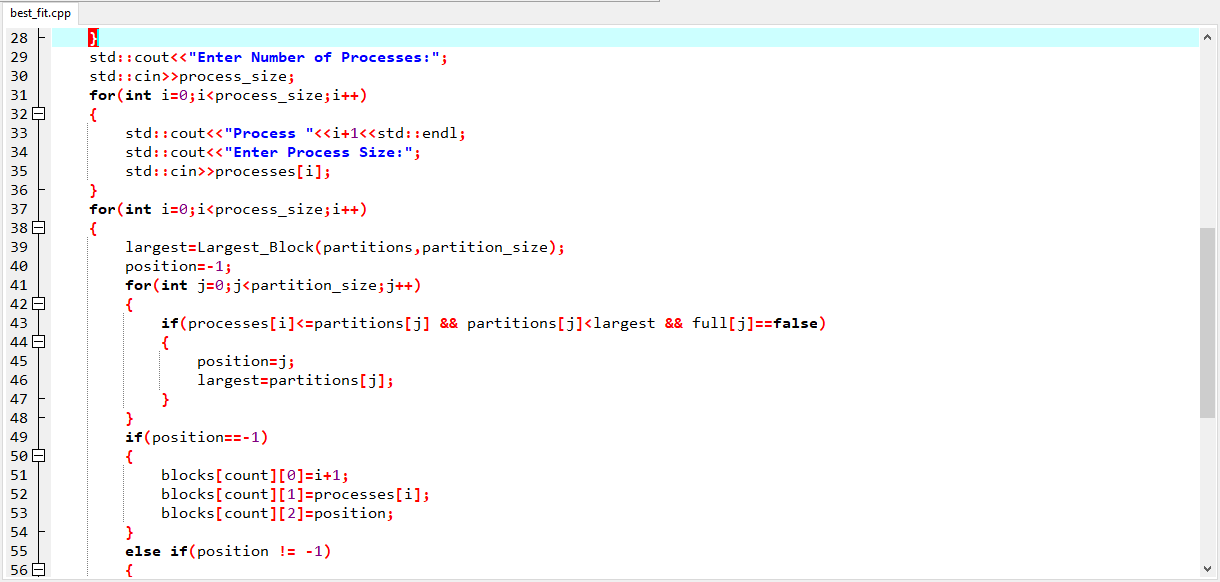 best_fit.cpp
28 }
29 std::cout<<"Enter Number of Processes:";
30 std::cin>>process_size;
31 for(int i=0;i<process_size;i++)
32 {
33 std::cout<<"Process "<<i+1<<std::endl;
34 std::cout<<"Enter Process Size:";
35 std::cin>>processes[i];
36 }
37 for(int i=0;i<process_size;i++)
38 {
39 largest=Largest_Block(partitions,partition_size);
40 position=-1;
41 for(int j=0;j<partition_size;j++)
42 {
43 if(processes[i]<=partitions[j] && partitions[j]<largest && full[j]==false)
44 {
45 position=j;
46 largest=partitions[j];
47 }
48 }
49 if(position==-1)
50 {
51 blocks[count][0]=i+1;
52 blocks[count][1]=processes[i];
53 blocks[count][2]=position;
54 }
55 else if(position != -1)
56 {